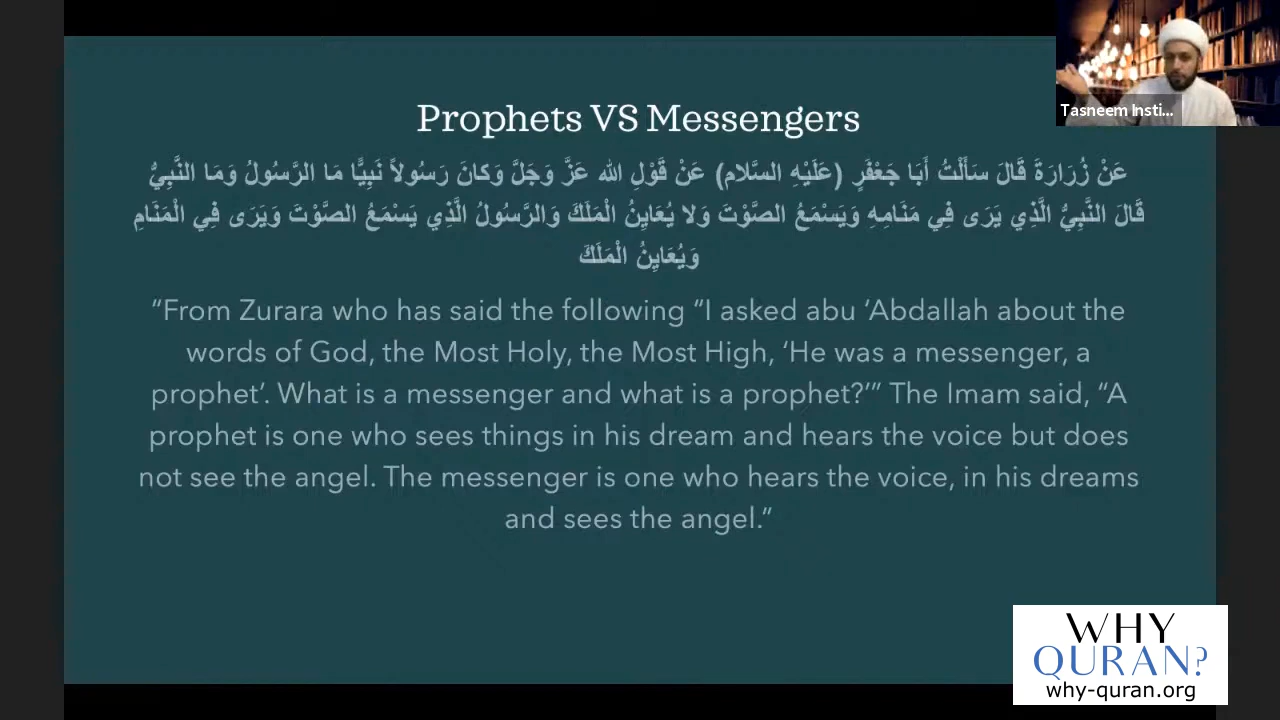 Prophets VS Messengers
عَنْ زُرَارَةَ قَالَ سَأَلْتُ أَبَا جَعْفَرٍ (عَلَيْهِ السَّلام) عَنْ قَوْلِ الله عَزَّ وَجَلَّ وَكَانَ رَسُولاً نَبِيًّا مَا الرَّسُولُ وَمَا النَّبِيُّ
قَالَ النَّبِيُّ الَّذِي يَرَى فِي مَنَامِهِ وَيَسْمَعُ الصَّوْتَ وَلا يُعَايِنُ الْمَلَكَ وَالرَّسُولُ الَّذِي يَسْمَعُ الصَّوْتَ وَيَرَى فِي الْمَنَامِ
وَيُعَايِنُ الْمَلَكَ
“From Zurara who has said the following “I asked abu ‘Abdallah about the
words of God, the Most Holy, the Most High, ‘He was a messenger, a
prophet’. What is a messenger and what is a prophet?’” The Imam said, “A
prophet is one who sees things in his dream and hears the voice but does
not see the angel. The messenger is one who hears the voice, in his dreams
and sees the angel.”
Tasneem Insti...
WHY
QURAN?
why-quran.org